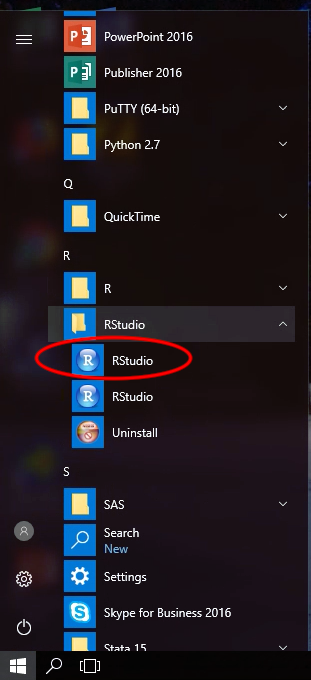 PowerPoint 2016
Publisher 2016
PuTTY (64-bit)
Python 2.7
Q
QuickTime
R
R
RStudio
R RStudio
R RStudio
Uninstall
S
SAS
Search
New
Settings
Skype for Business 2016
Stata 15